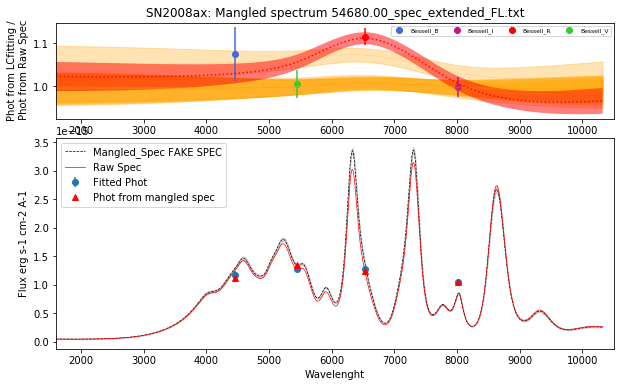 SN2008ax: Mangled spectrum 54680.00_spec_extended_FL.txt
Phot from LCfitting /
Phot from Raw Spec
1.1
1.0
Bessell_B
Bessell_I
Bessell_R
Bessell_V
2000 3000 4000 5000 6000 7000 8000 9000 10000
Mangled_Spec FAKE SPEC
Raw Spec
Fitted Phot
Phot from mangled spec
Flux erg s-1 cm-2 A-1
3.5
3.0
2.5
2.0
1.5
1.0
0.5
0.0
2000 3000 4000 5000 6000 7000 8000 9000 10000
Wavelenght